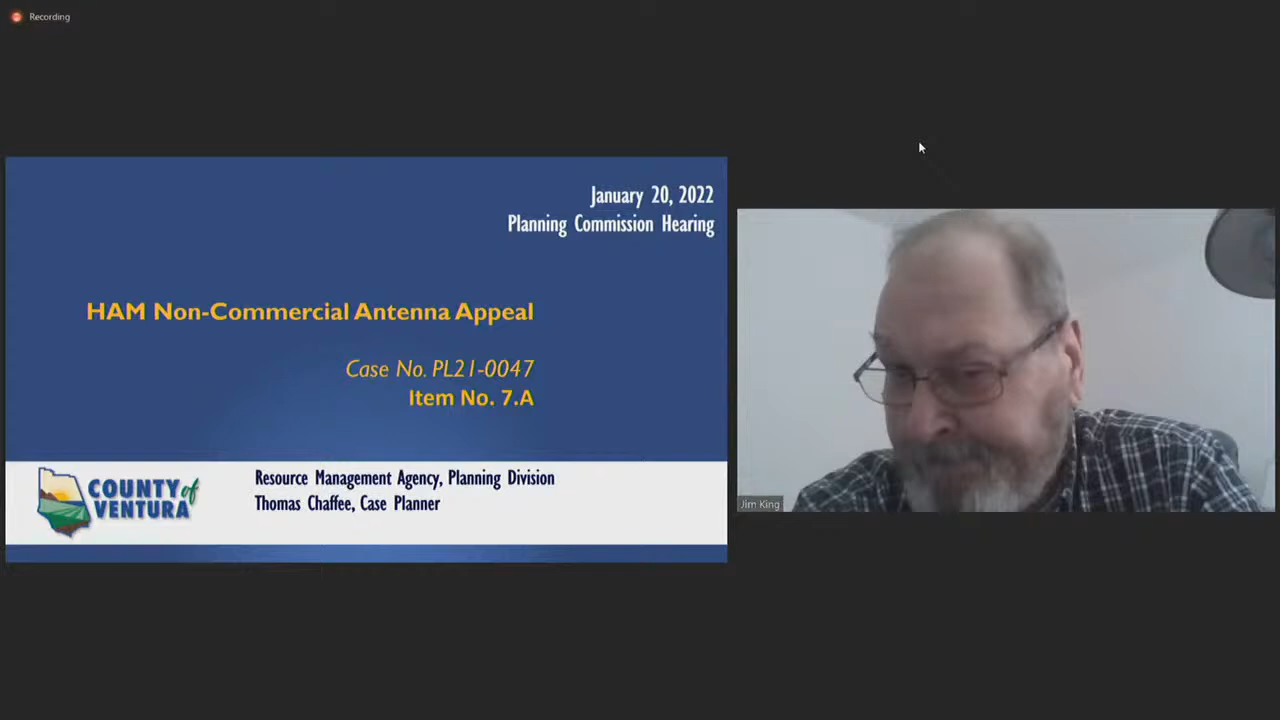 Recording
January 20, 2022
Planning Commission Hearing
HAM Non-Commercial Antenna Appeal
Case No. PL21-0047
Item No. 7.A
COUNTY of
VENTURA
Resource Management Agency, Planning Division
Thomas Chaffee, Case Planner
Jim King